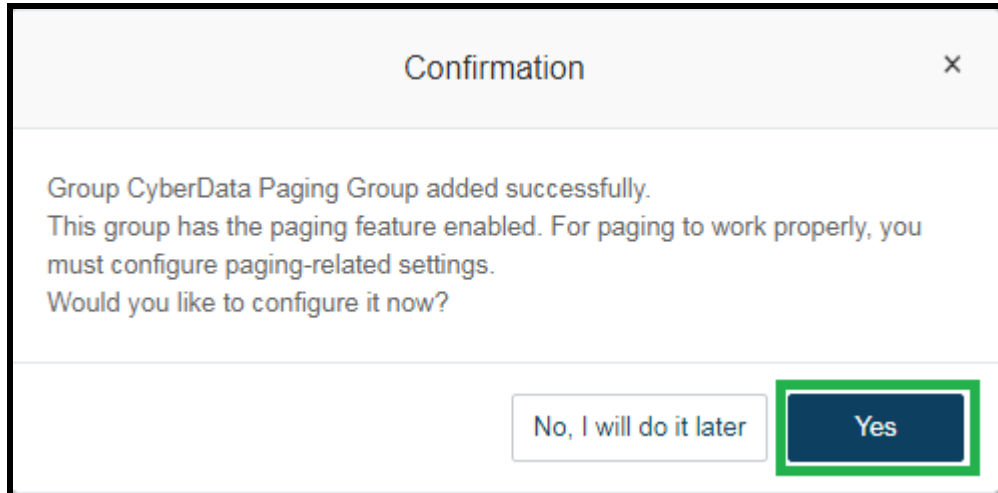 Confirmation ×
Group CyberData Paging Group added successfully.
This group has the paging feature enabled. For paging to work properly, you
must configure paging-related settings.
Would you like to configure it now?
No, I will do it later Yes